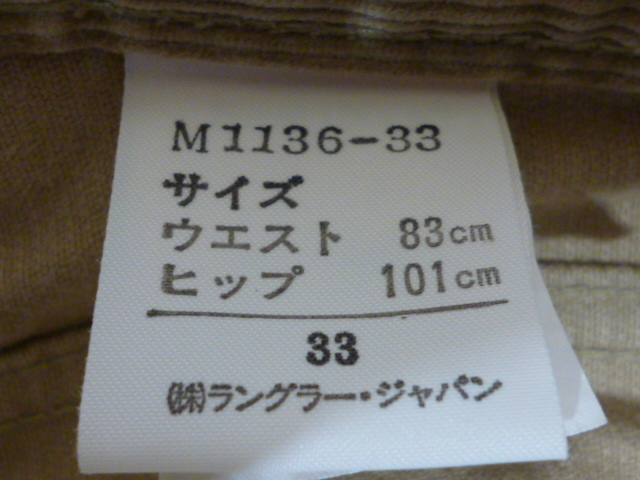 M1136-33
サイズ
ウエスト 83cm
ヒップ 101cm
33
㈱ラングラー・ジャパン